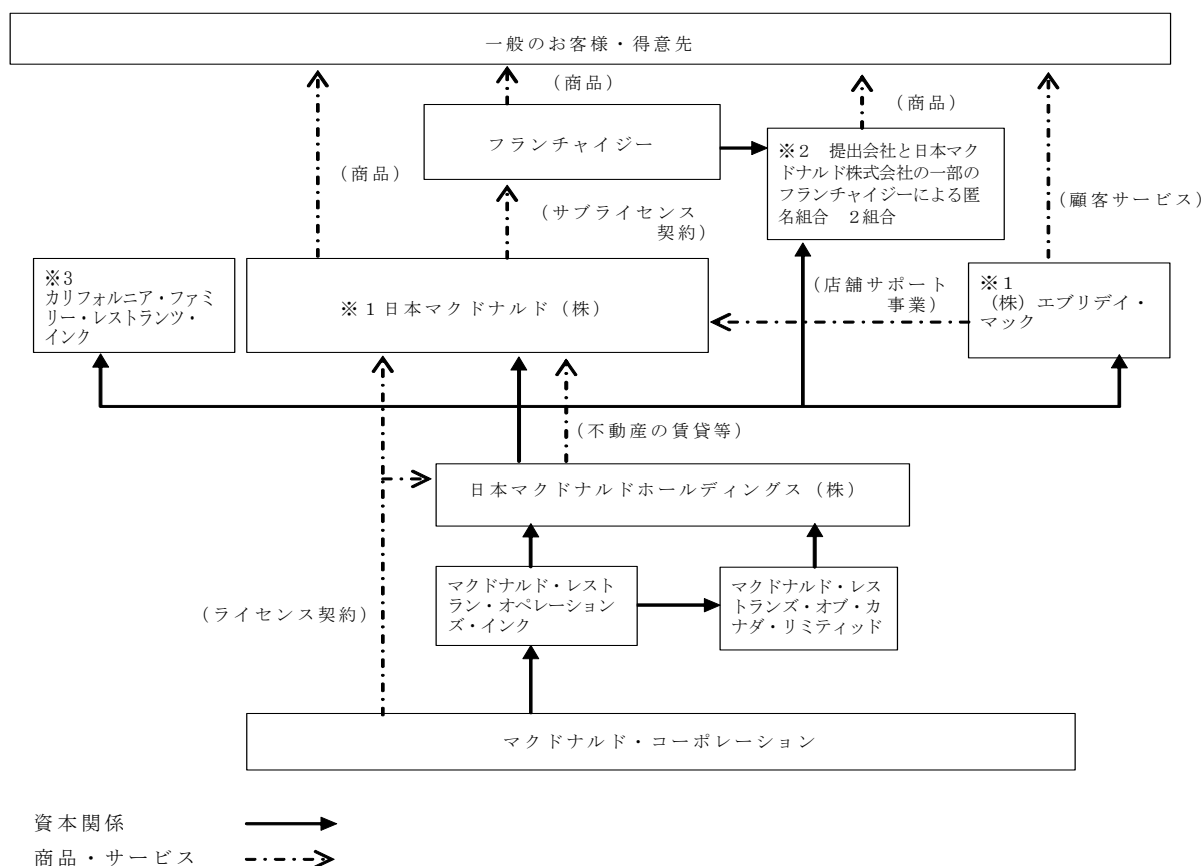 一般のお客様・得意先
（商品）
（商品）
フランチャイジー
※２　提出会社と日本マク
ドナルド株式会社の一部の
フランチャイジーによる匿
名組合　２組合
（商品）
（顧客サービス）
（サブライセンス
契約）
※3
カリフォルニア・ファミ
リー・レストランツ・
インク
※１日本マクドナルド（株）
（店舗サポート
事業）
※１
（株）エブリデイ・
マック
（不動産の賃貸等）
日本マクドナルドホールディングス（株）
マクドナルド・レスト
ラン・オペレーション
ズ・インク
マクドナルド・レス
トランズ・オブ・カ
ナダ・リミティッド
（ライセンス契約）
マクドナルド・コーポレーション
資本関係
商品・サービス